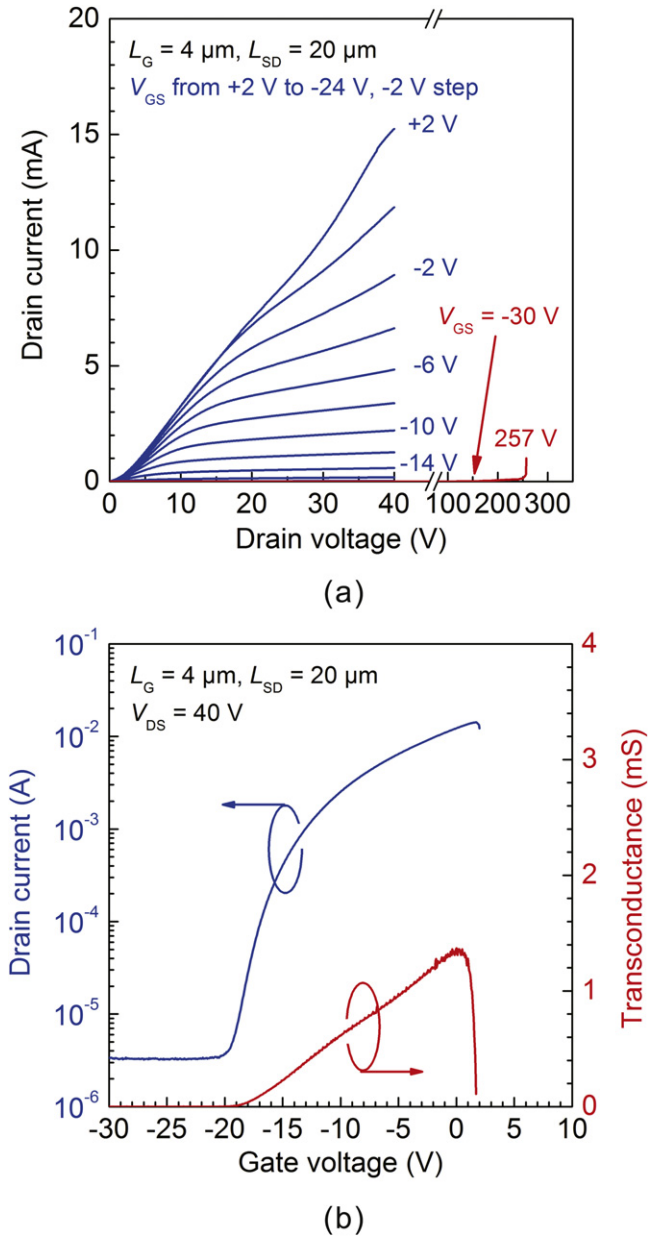 20
15
10
5
0
Drain current (mA)
L_G = 4 μm, L_SD = 20 μm
V_GS from +2 V to -24 V, -2 V step
+2 V
-2 V
-6 V
-10 V
-14 V
V_GS = -30 V
257 V
0 10 20 30 40 100 200 300
Drain voltage (V)
(a)
10^-1
10^-2
10^-3
10^-4
10^-5
10^-6
Drain current (A)
L_G = 4 μm, L_SD = 20 μm
V_DS = 40 V
4
3
2
1
0
Transconductance (mS)
-30 -25 -20 -15 -10 -5 0 5 10
Gate voltage (V)
(b)